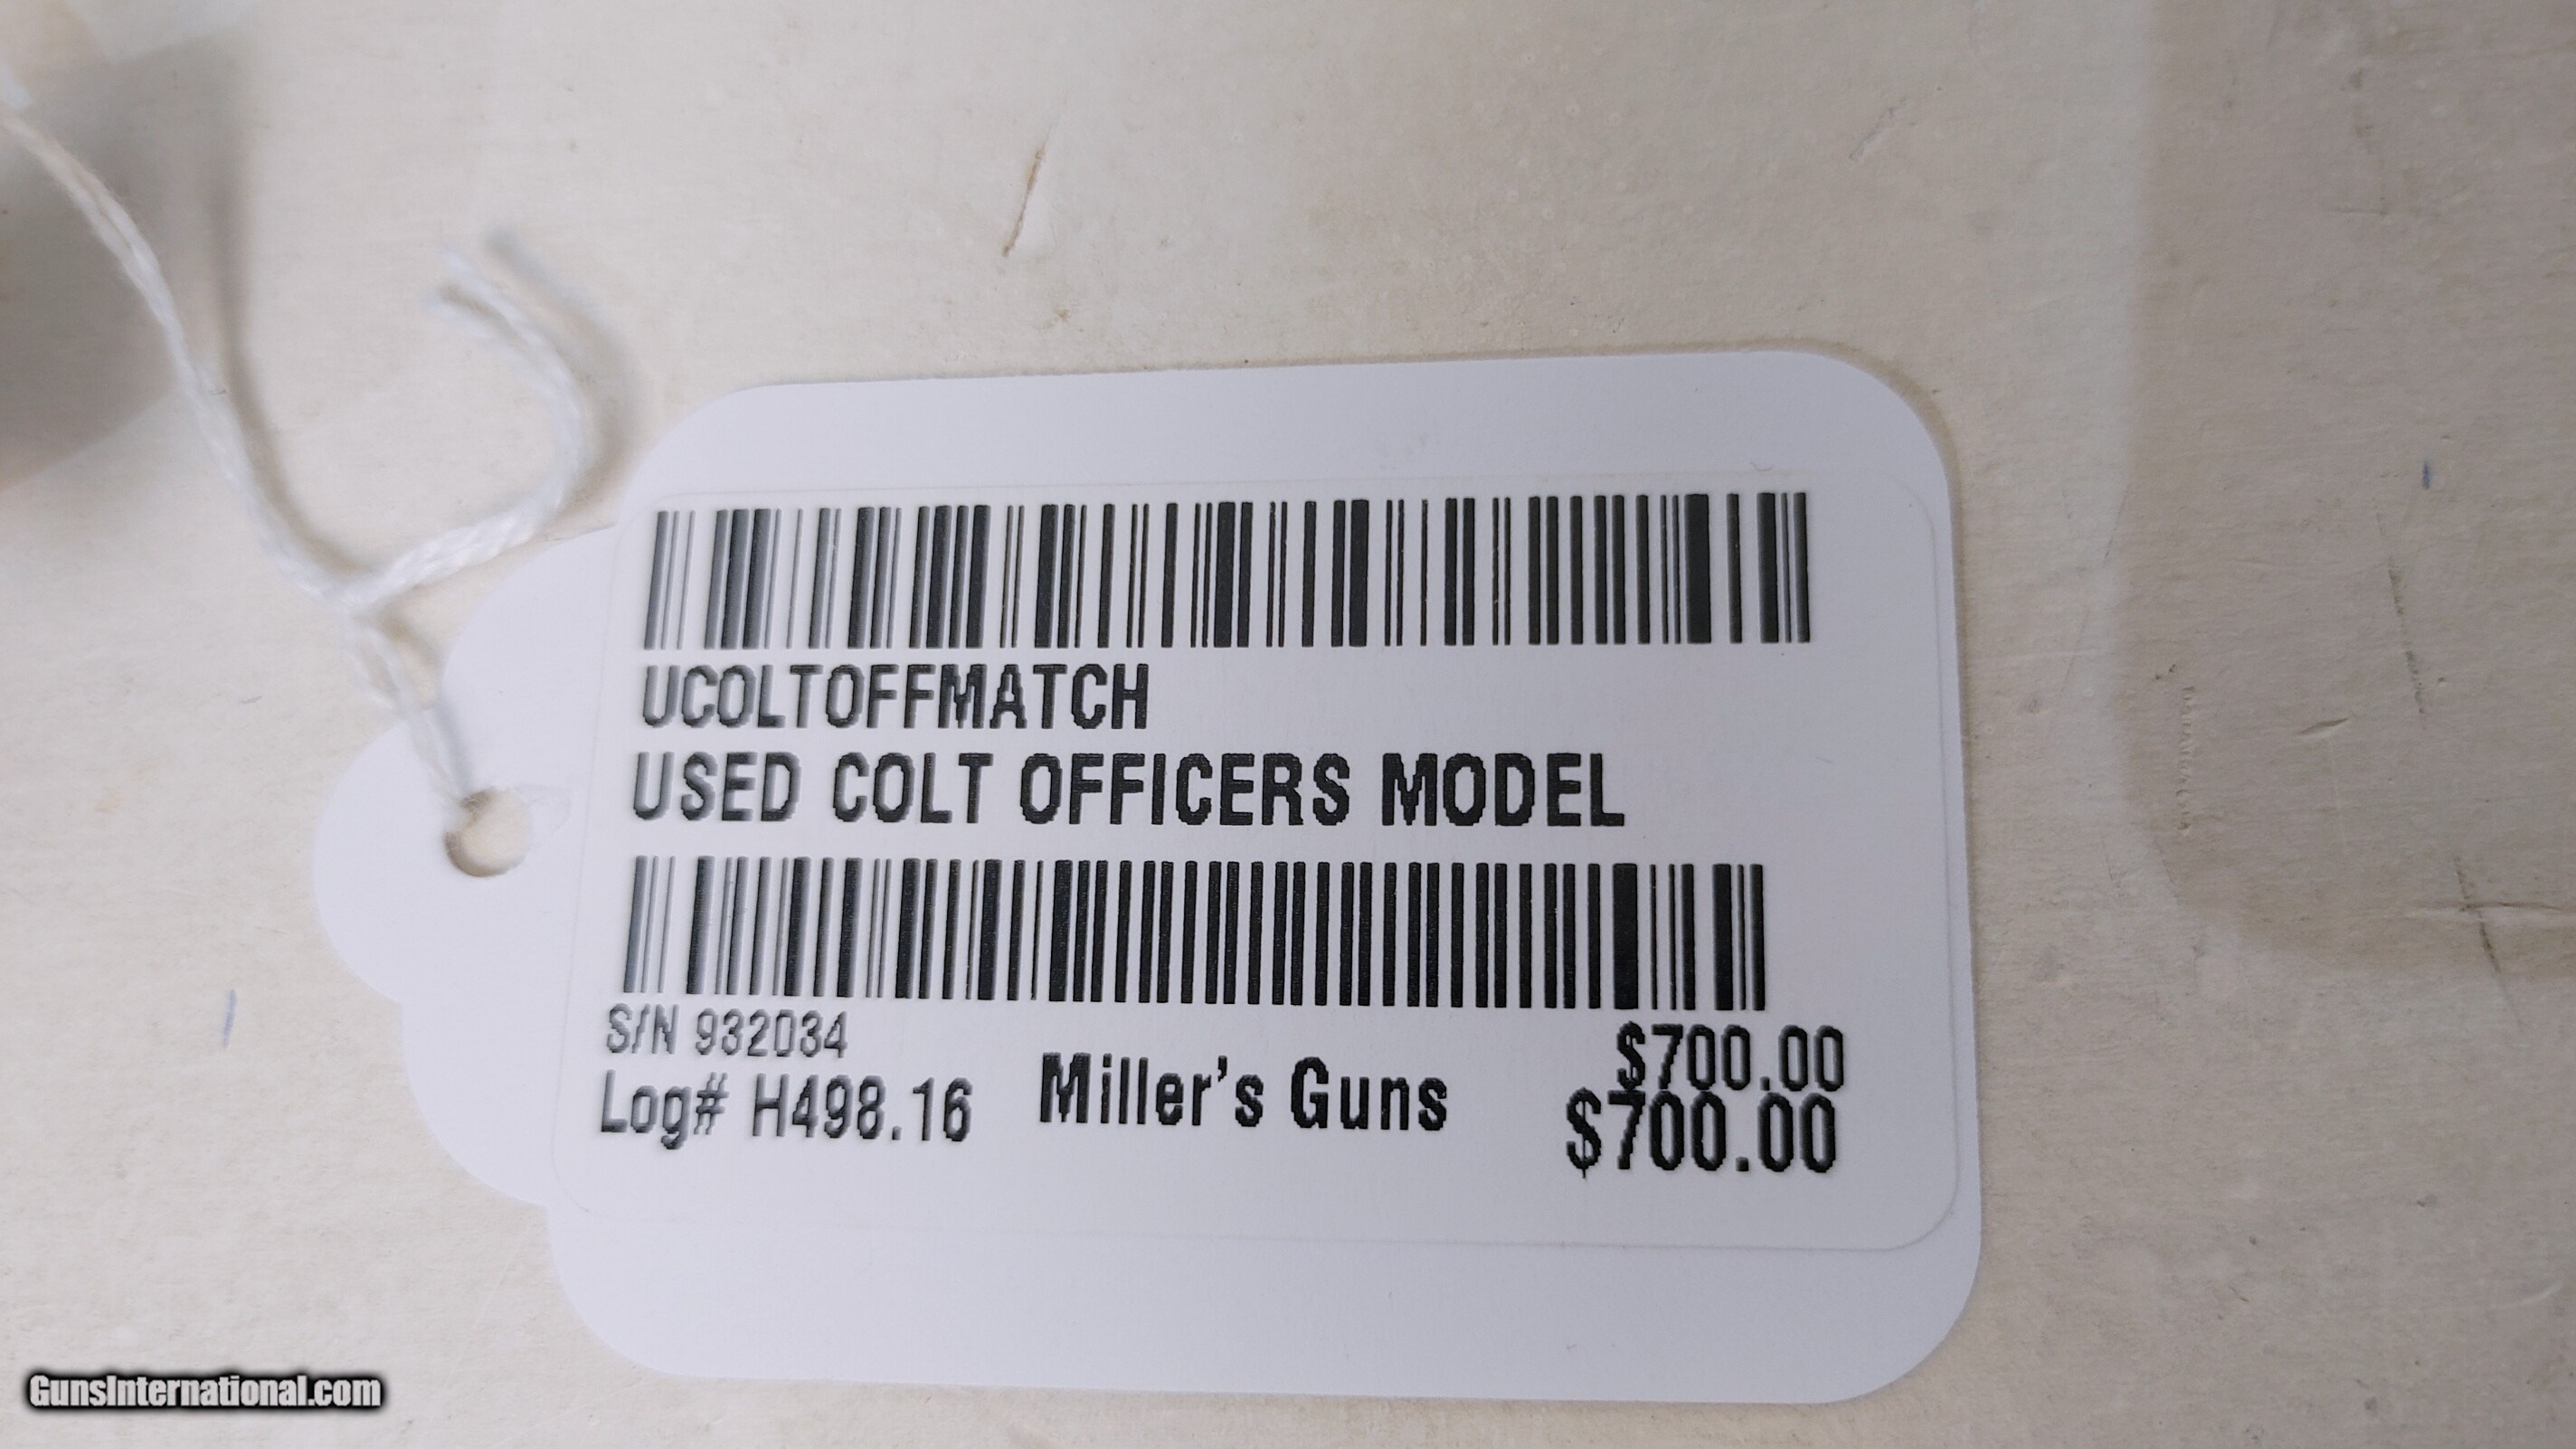 UCOLTOFFMATCH
USED COLT OFFICERS MODEL
S/N 932034
$700.00
Log# H498.16
Miller's Guns
$700.00
GunsInternational.com